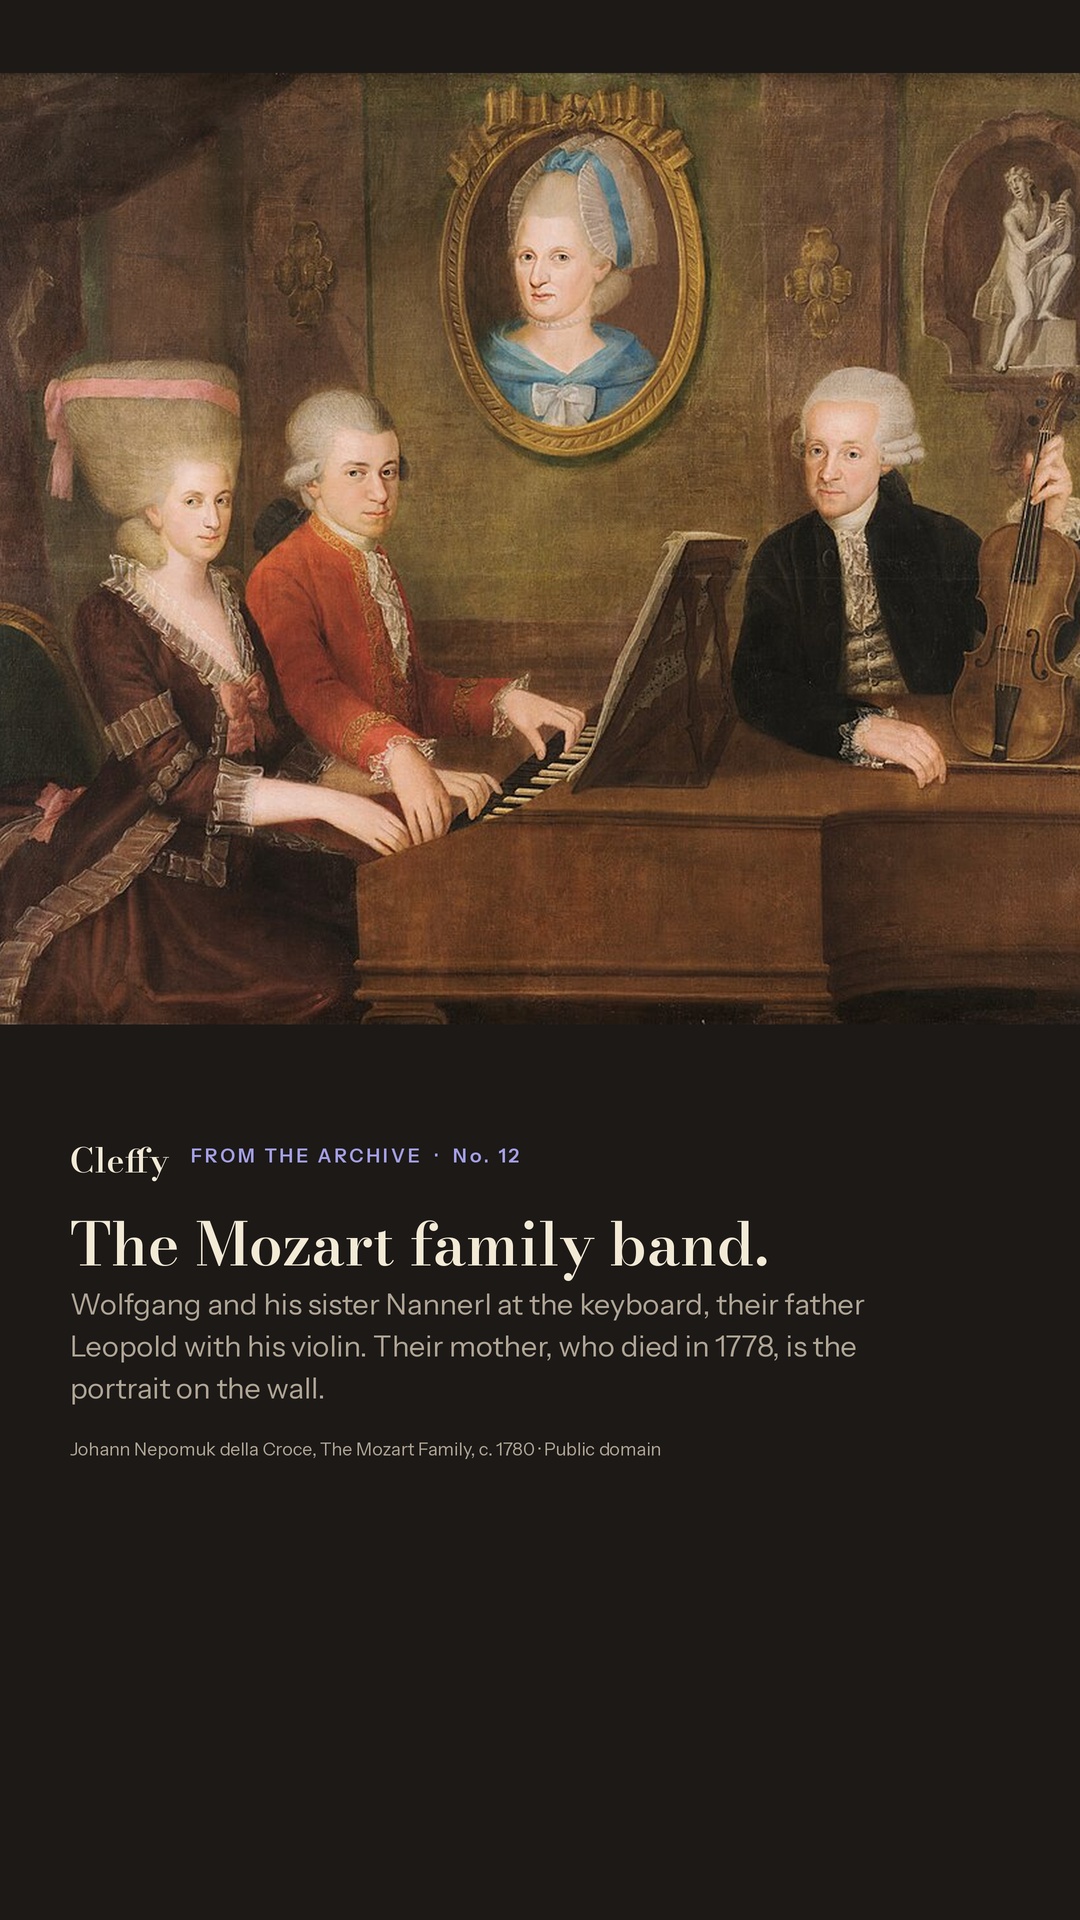 Cleffy FROM THE ARCHIVE · No. 12
The Mozart family band.
Wolfgang and his sister Nannerl at the keyboard, their father
Leopold with his violin. Their mother, who died in 1778, is the
portrait on the wall.
Johann Nepomuk della Croce, The Mozart Family, c. 1780 · Public domain